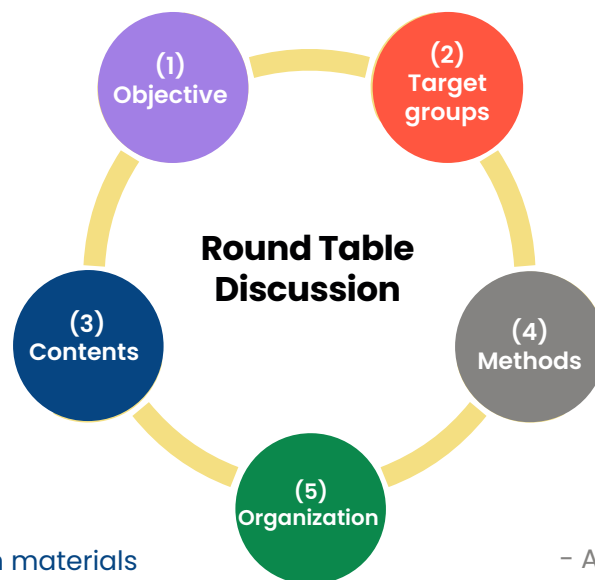 (1)
Objective
(2)
Target
groups
Round Table
Discussion
(3)
Contents
(4)
Methods
(5)
Organization
materials
- A